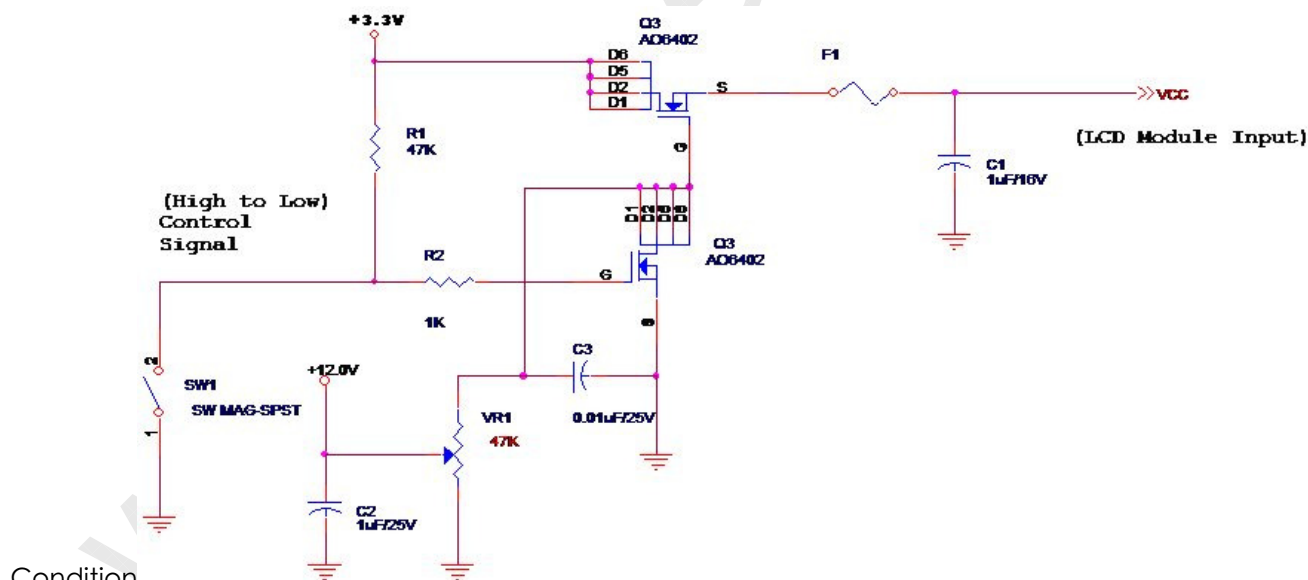 +3.3V
Q3
AO6402
D6
D5
D2
D1
S
G
F1
VCC
(LCD Module Input)
C1
1uF/16V
R1
47K
(High to Low)
Control
Signal
D1
D2
Q3
AO6402
R2
1K
G
S
2
SW1
SW MAG-SPST
1
+12.0V
VR1
47K
C3
0.01uF/25V
C2
1uF/25V
Condition